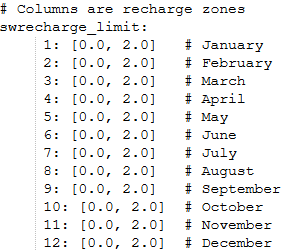 # Columns are recharge zones
swrecharge_limit:
1: [0.0, 2.0] # January
2: [0.0, 2.0] # February
3: [0.0, 2.0] # March
4: [0.0, 2.0] # April
5: [0.0, 2.0] # May
6: [0.0, 2.0] # June
7: [0.0, 2.0] # July
8: [0.0, 2.0] # August
9: [0.0, 2.0] # September
10: [0.0, 2.0] # October
11: [0.0, 2.0] # November
12: [0.0, 2.0] # December